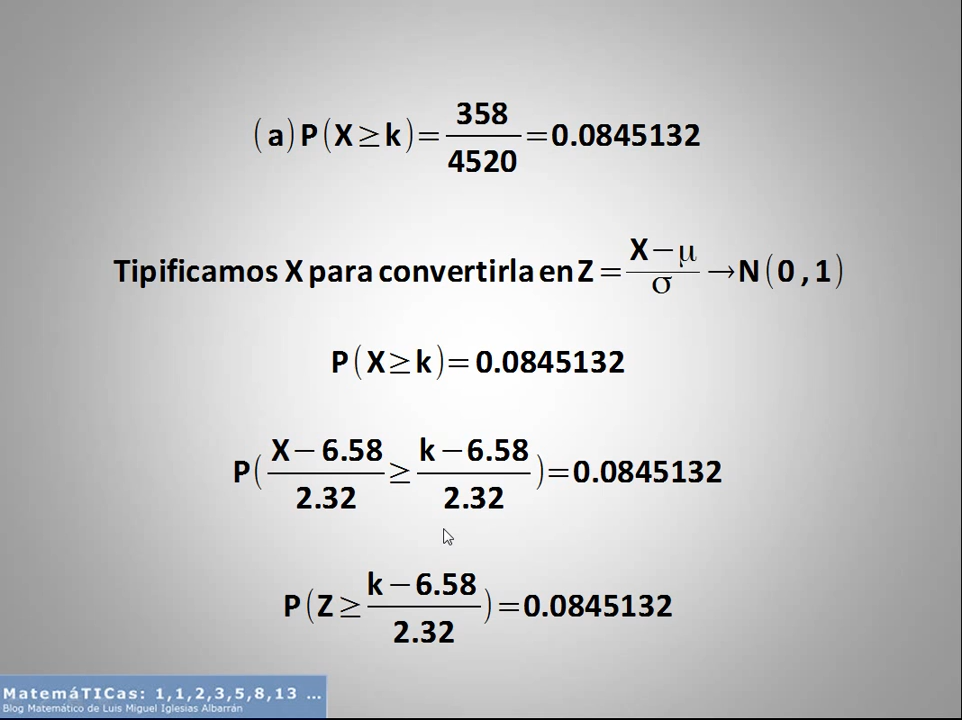 (a) P(X≥k)=358/4520=0.0845132
Tipificamos X para convertirla en Z=(X−μ)/σ→N(0,1)
P(X≥k)=0.0845132
P((X−6.58)/2.32≥(k−6.58)/2.32)=0.0845132
P(Z≥(k−6.58)/2.32)=0.0845132
MatemáTICas: 1,1,2,3,5,8,13 ...
Blog Matemático de Luis Miguel Iglesias Albarrán